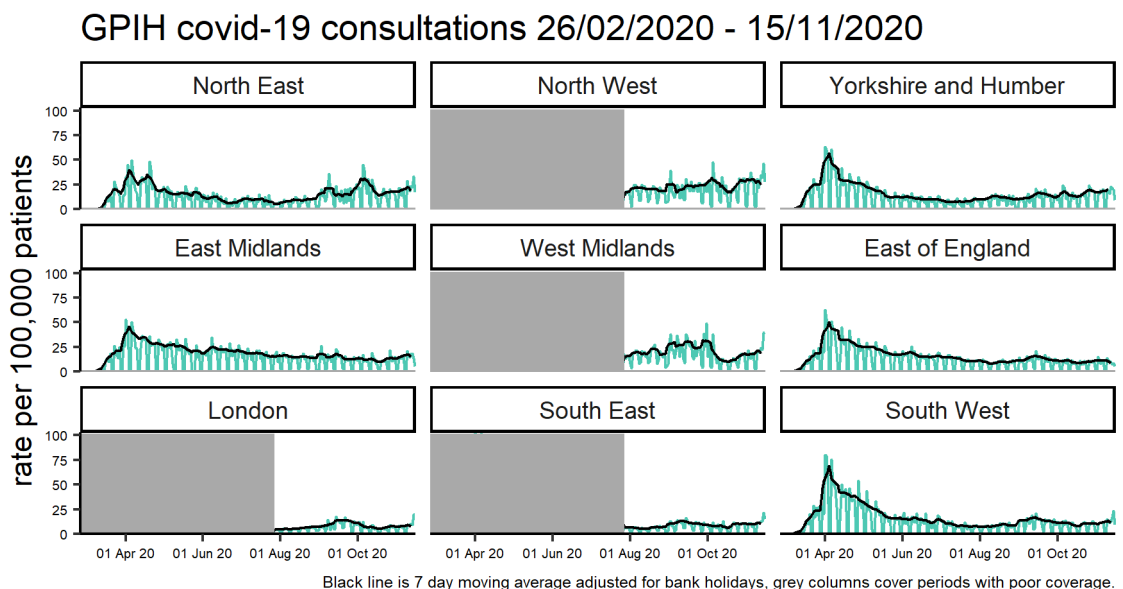 GPIH covid-19 consultations 26/02/2020 - 15/11/2020
rate per 100,000 patients
North East
North West
Yorkshire and Humber
100
75
50
25
0
East Midlands
West Midlands
East of England
100
75
50
25
0
London
South East
South West
100
75
50
25
0
01 Apr 20 01 Jun 20 01 Aug 20 01 Oct 20
01 Apr 20 01 Jun 20 01 Aug 20 01 Oct 20
01 Apr 20 01 Jun 20 01 Aug 20 01 Oct 20
Black line is 7 day moving average adjusted for bank holidays, grey columns cover periods with poor coverage.